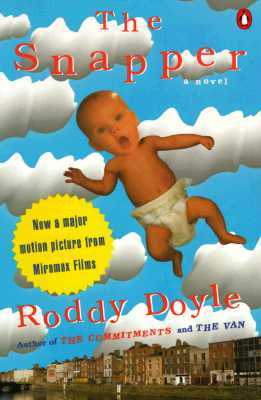 The
Snapper
a novel
Now a major
motion picture from
Miramax Films
Roddy Doyle
Author of THE COMMITMENTS and THE VAN